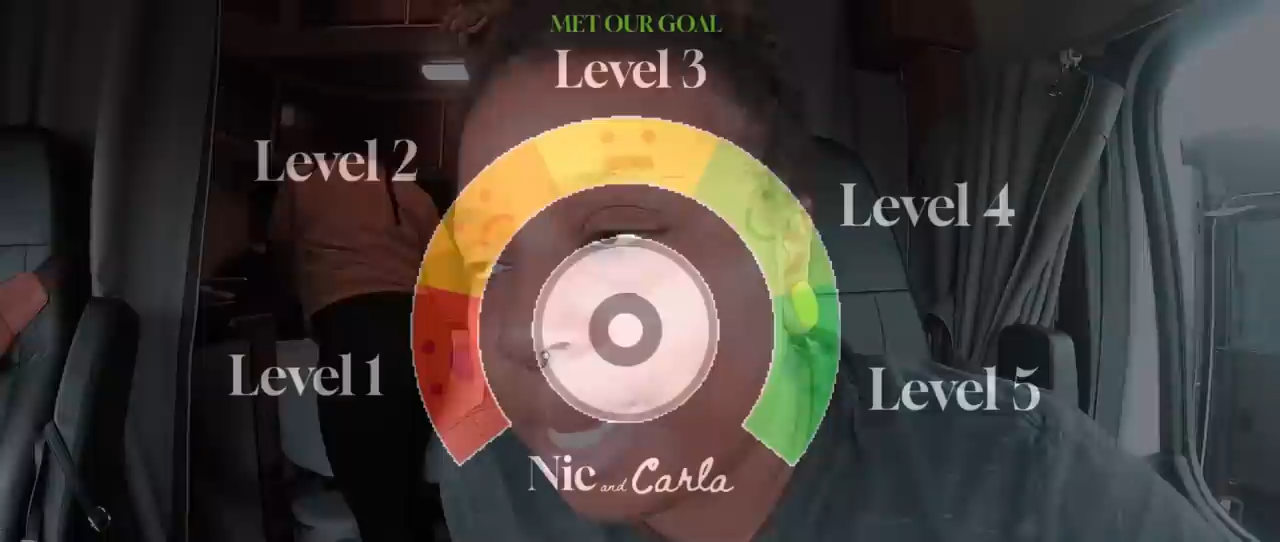 MET OUR GOAL
Level 3
Level 2
Level 4
Level 1
Level 5
Nic and Carla